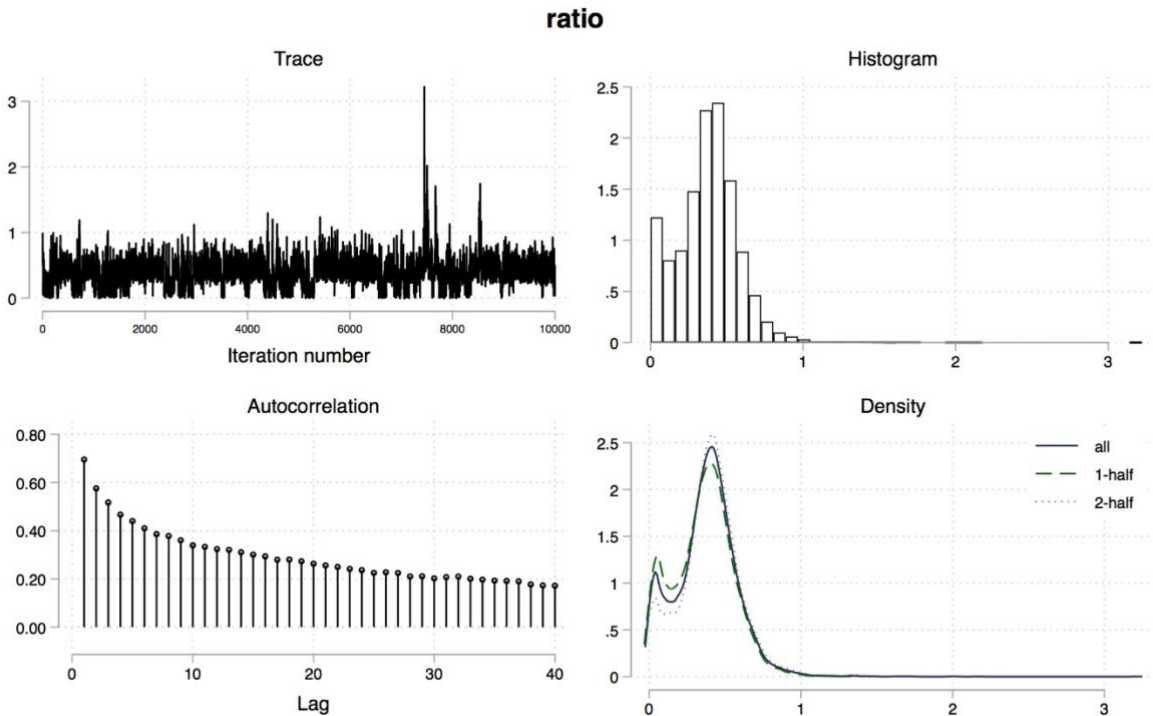 ratio
Trace
3
2
1
0
0 2000 4000 6000 8000 10000
Iteration number
Histogram
2.5
2
1.5
1
.5
0
0 1 2 3
Autocorrelation
0.80
0.60
0.40
0.20
0.00
0 10 20 30 40
Lag
Density
2.5
2
1.5
1
.5
0
0 1 2 3
all
1-half
2-half